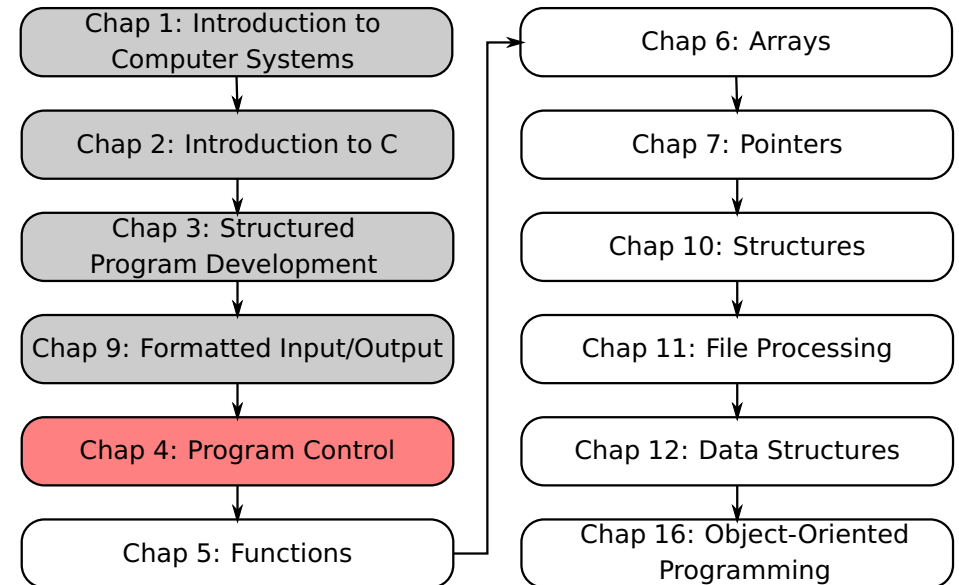 Chap 1: Introduction to
Computer Systems
Chap 2: Introduction to C
Chap 3: Structured
Program Development
Chap 9: Formatted Input/Output
Chap 4: Program Control
Chap 5: Functions
Chap 6: Arrays
Chap 7: Pointers
Chap 10: Structures
Chap 11: File Processing
Chap 12: Data Structures
Chap 16: Object-Oriented
Programming